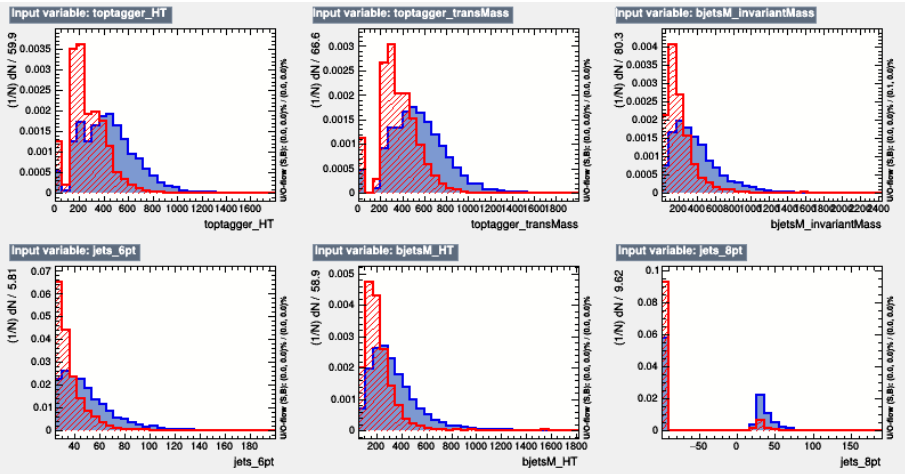 Input variable: toptagger_HT
(1/N) dN / 59.9
0.0035
0.003
0.0025
0.002
0.0015
0.001
0.0005
0
0 200 400 600 800 1000 1200 1400 1600
toptagger_HT
U/O-flow (S,B): (0.0, 0.0)% / (0.0, 0.0)%
Input variable: toptagger_transMass
(1/N) dN / 66.6
0.003
0.0025
0.002
0.0015
0.001
0.0005
0
0 200 400 600 800 1000 1200 1400 1600 1800
toptagger_transMass
U/O-flow (S,B): (0.0, 0.0)% / (0.0, 0.0)%
Input variable: bjetsM_invariantMass
(1/N) dN / 80.3
0.004
0.0035
0.003
0.0025
0.002
0.0015
0.001
0.0005
0
200 400 600 800 1000 1200 1400 1600 1800 2000 2200 2400
bjetsM_invariantMass
U/O-flow (S,B): (0.0, 0.0)% / (0.1, 0.0)%
Input variable: jets_6pt
(1/N) dN / 5.81
0.07
0.06
0.05
0.04
0.03
0.02
0.01
0
40 60 80 100 120 140 160 180
jets_6pt
U/O-flow (S,B): (0.0, 0.0)% / (0.0, 0.0)%
Input variable: bjetsM_HT
(1/N) dN / 58.9
0.005
0.004
0.003
0.002
0.001
0
200 400 600 800 1000 1200 1400 1600 1800
bjetsM_HT
U/O-flow (S,B): (0.0, 0.0)% / (0.0, 0.0)%
Input variable: jets_8pt
(1/N) dN / 9.62
0.1
0.08
0.06
0.04
0.02
0
−50 0 50 100 150
jets_8pt
U/O-flow (S,B): (0.0, 0.0)% / (0.0, 0.0)%